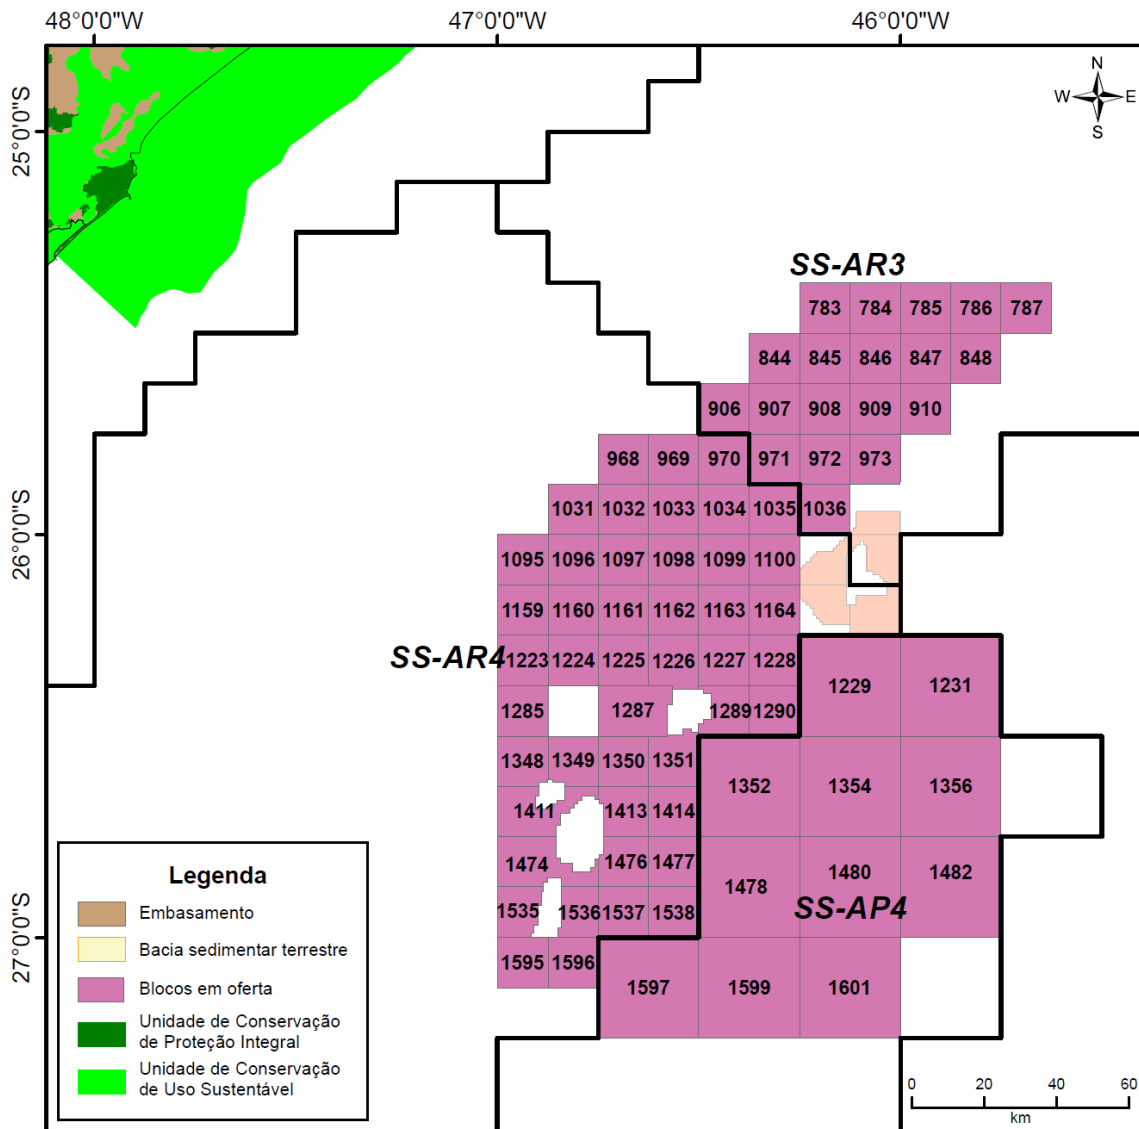 48°0'0"W 47°0'0"W 46°0'0"W
N
W E
S
25°0'0"S
SS-AR3
783 784 785 786 787
844 845 846 847 848
906 907 908 909 910
968 969 970 971 972 973
1031 1032 1033 1034 1035 1036
26°0'0"S
1095 1096 1097 1098 1099 1100
1159 1160 1161 1162 1163 1164
SS-AR4
1223 1224 1225 1226 1227 1228
1229 1231
1285 1287 1289 1290
1348 1349 1350 1351
1352 1354 1356
1411 1413 1414
1474 1476 1477
1478 1480 1482
SS-AP4
1535 1536 1537 1538
27°0'0"S
1595 1596
1597 1599 1601
Legenda
Embasamento
Bacia sedimentar terrestre
Blocos em oferta
Unidade de Conservação
de Proteção Integral
Unidade de Conservação
de Uso Sustentável
0 20 40 60
km